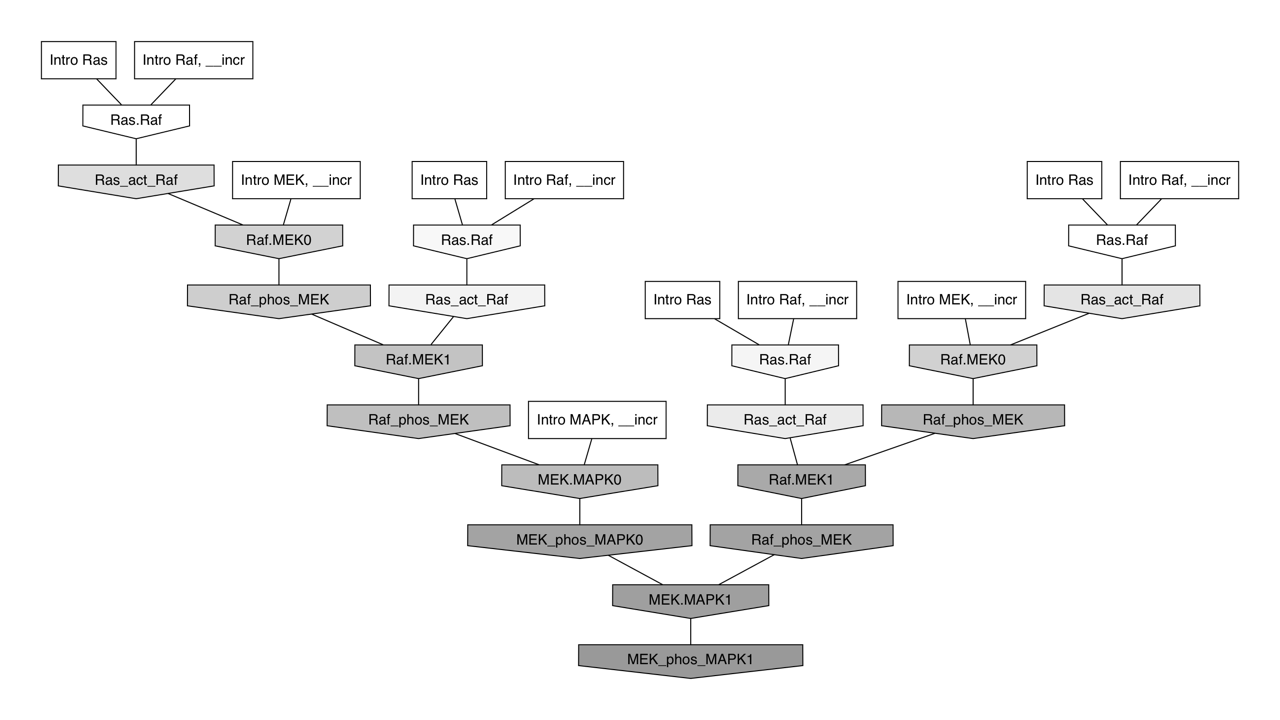 Intro Ras
Intro Raf, __incr
Ras.Raf
Ras_act_Raf
Intro MEK, __incr
Intro Ras
Intro Raf, __incr
Intro Ras
Intro Raf, __incr
Raf.MEK0
Ras.Raf
Ras.Raf
Raf_phos_MEK
Ras_act_Raf
Intro Ras
Intro Raf, __incr
Intro MEK, __incr
Ras_act_Raf
Raf.MEK1
Ras.Raf
Raf.MEK0
Raf_phos_MEK
Intro MAPK, __incr
Ras_act_Raf
Raf_phos_MEK
MEK.MAPK0
Raf.MEK1
MEK_phos_MAPK0
Raf_phos_MEK
MEK.MAPK1
MEK_phos_MAPK1